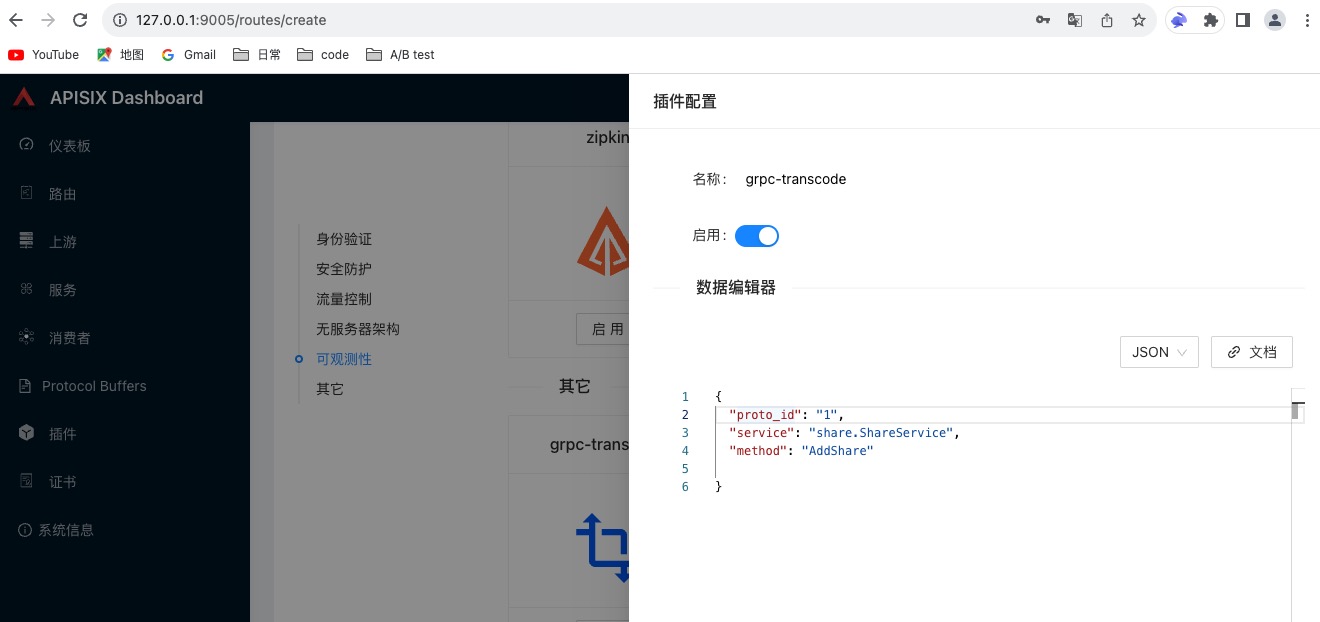 127.0.0.1:9005/routes/create
YouTube 地图 Gmail 日常 code A/B test
APISIX Dashboard
仪表板
路由
上游
服务
消费者
Protocol Buffers
插件
证书
系统信息
身份验证
安全防护
流量控制
无服务器架构
可观测性
其它
zipkin
启 用
其它
grpc-trans
插件配置
名称： grpc-transcode
启用：
数据编辑器
JSON 文档
1 {
2 "proto_id": "1",
3 "service": "share.ShareService",
4 "method": "AddShare"
5
6 }